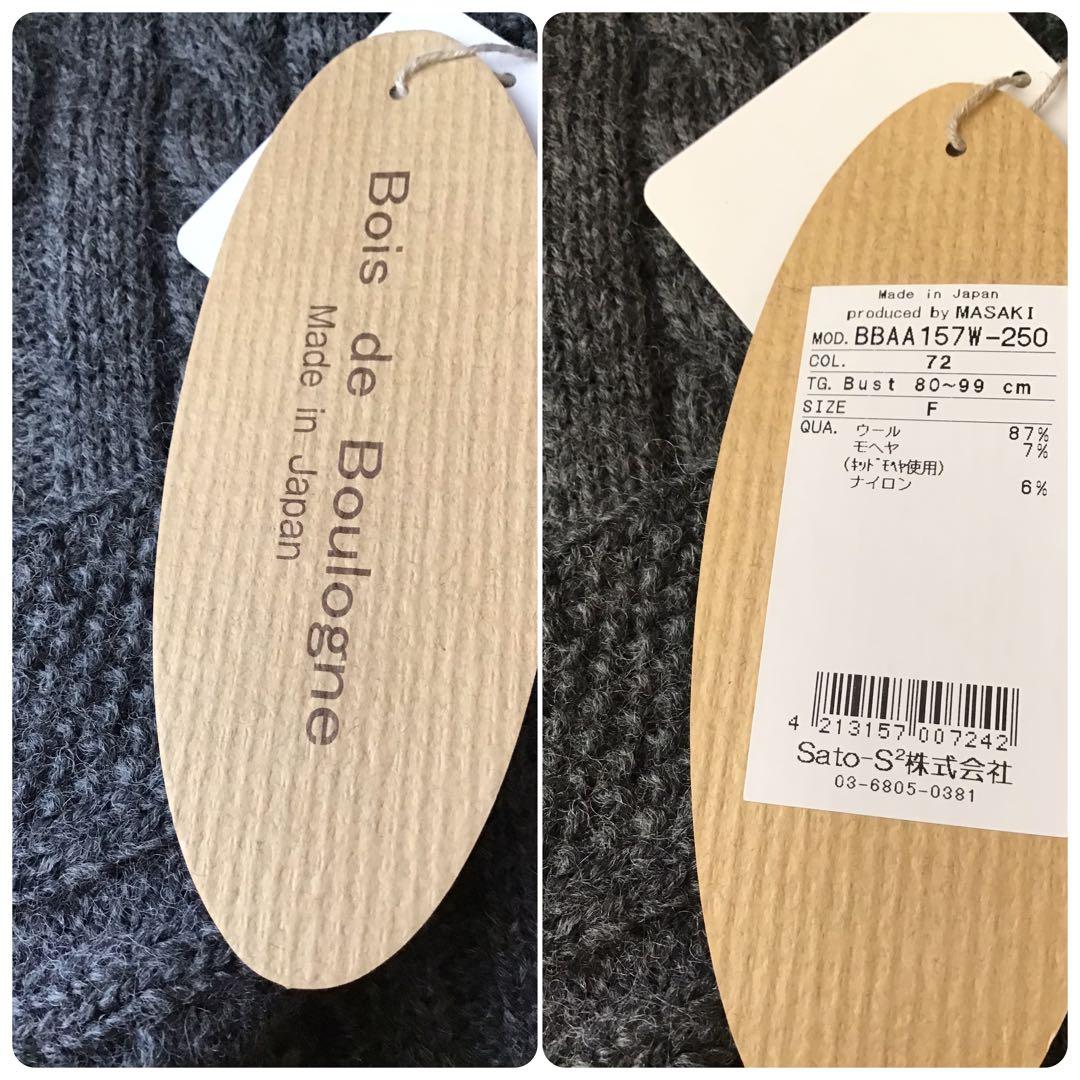 Bois de Boulogne
Made in Japan
Made in Japan
produced by MASAKI
MOD. BBAA157W-250
COL. 72
TG. Bust 80~99 cm
SIZE F
QUA. ウール 87%
モヘヤ 7%
(ｷｯﾄﾞﾓﾍﾔ使用)
ナイロン 6%
4 213157 007242
Sato-S²株式会社
03-6805-0381